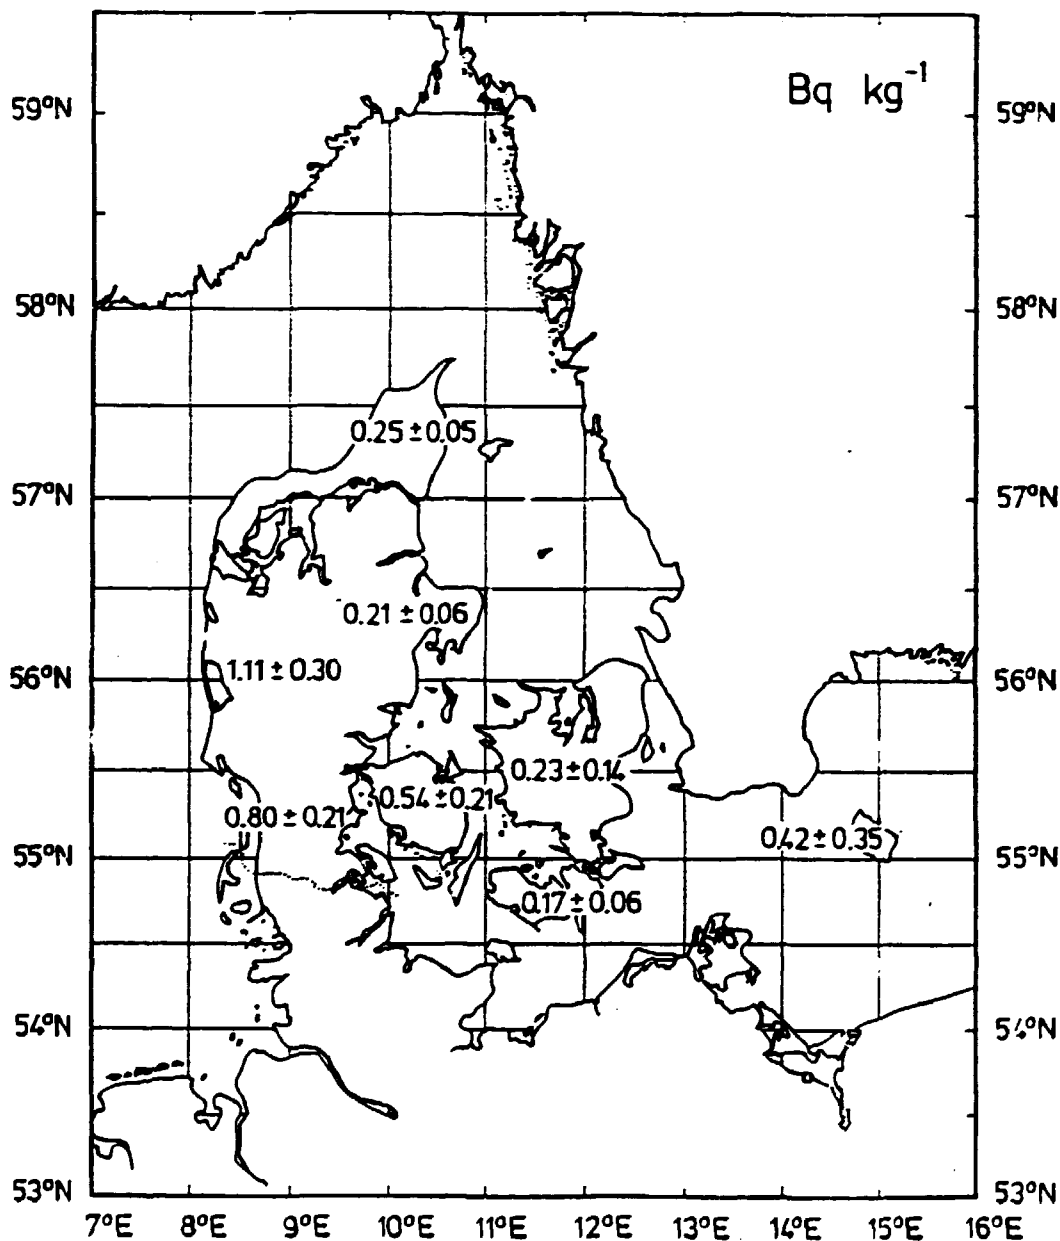 Bq kg⁻¹
59°N 59°N
58°N 58°N
0.25 ± 0.05
57°N 57°N
0.21 ± 0.06
1.11 ± 0.30
56°N 56°N
0.23 ± 0.14
0.54 ± 0.21
0.80 ± 0.21
0.42 ± 0.35
55°N 55°N
0.17 ± 0.06
54°N 54°N
53°N 53°N
7°E 8°E 9°E 10°E 11°E 12°E 13°E 14°E 15°E 16°E